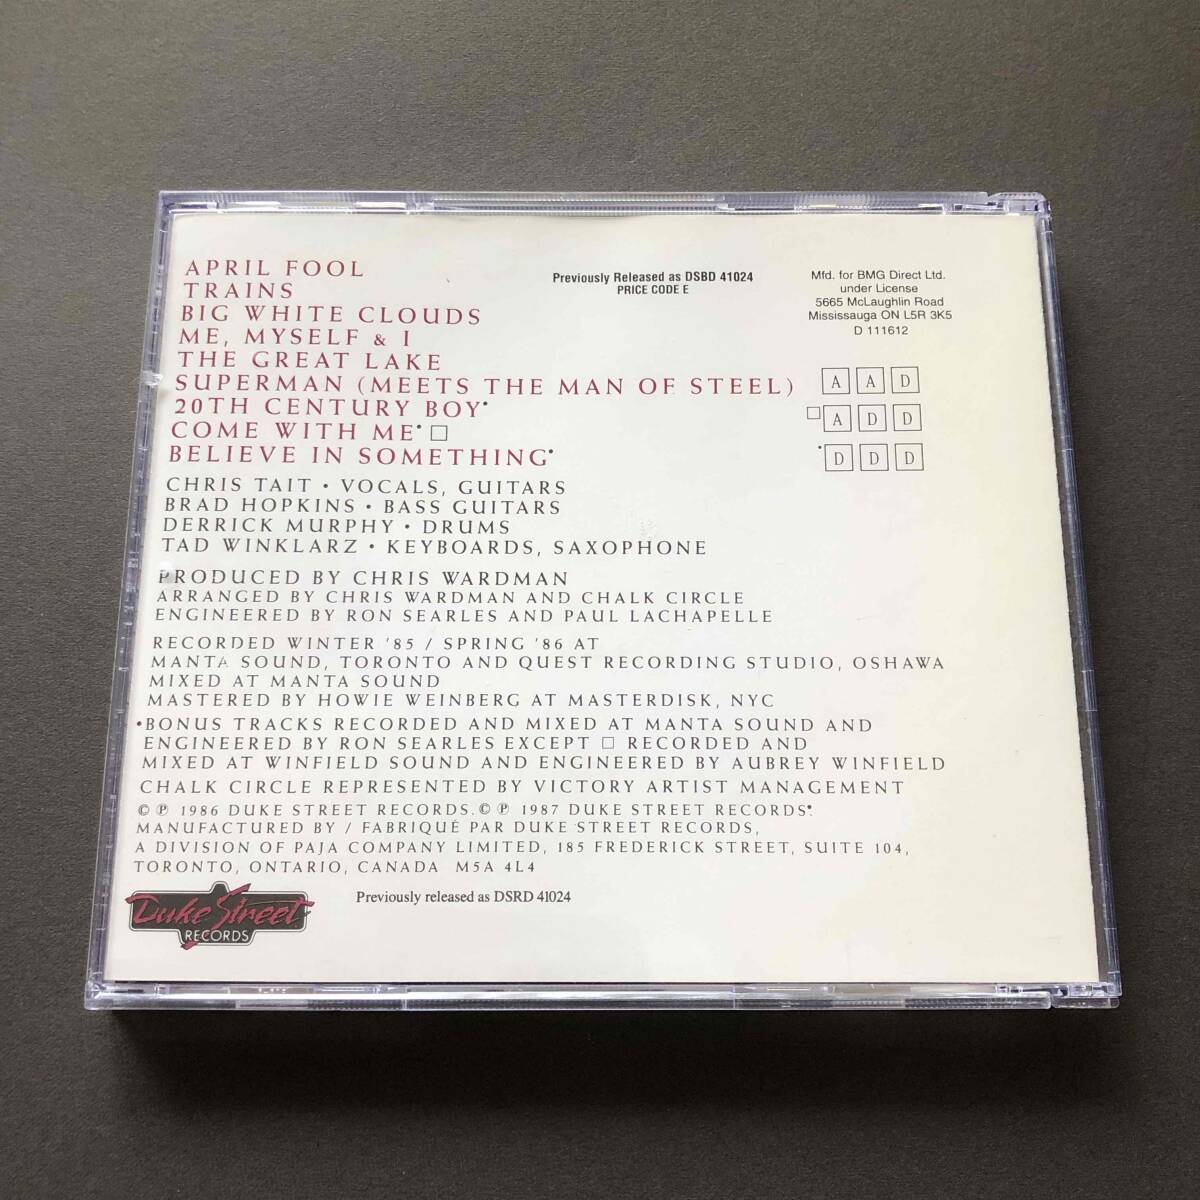 APRIL FOOL
TRAINS
BIG WHITE CLOUDS
ME, MYSELF & I
THE GREAT LAKE
SUPERMAN (MEETS THE MAN OF STEEL)
20TH CENTURY BOY•
COME WITH ME• □
BELIEVE IN SOMETHING•
Previously Released as DSBD 41024
PRICE CODE E
Mfd. for BMG Direct Ltd.
under License
5665 McLaughlin Road
Mississauga ON L5R 3K5
D 111612
A A D
□ A D D
• D D D
CHRIS TAIT • VOCALS, GUITARS
BRAD HOPKINS • BASS GUITARS
DERRICK MURPHY • DRUMS
TAD WINKLARZ • KEYBOARDS, SAXOPHONE
PRODUCED BY CHRIS WARDMAN
ARRANGED BY CHRIS WARDMAN AND CHALK CIRCLE
ENGINEERED BY RON SEARLES AND PAUL LACHAPELLE
RECORDED WINTER '85 / SPRING '86 AT
MANTA SOUND, TORONTO AND QUEST RECORDING STUDIO, OSHAWA
MIXED AT MANTA SOUND
MASTERED BY HOWIE WEINBERG AT MASTERDISK, NYC
•BONUS TRACKS RECORDED AND MIXED AT MANTA SOUND AND
ENGINEERED BY RON SEARLES EXCEPT □ RECORDED AND
MIXED AT WINFIELD SOUND AND ENGINEERED BY AUBREY WINFIELD
CHALK CIRCLE REPRESENTED BY VICTORY ARTIST MANAGEMENT
© ℗ 1986 DUKE STREET RECORDS. © ℗ 1987 DUKE STREET RECORDS.•
MANUFACTURED BY / FABRIQUÉ PAR DUKE STREET RECORDS,
A DIVISION OF PAJA COMPANY LIMITED, 185 FREDERICK STREET, SUITE 104,
TORONTO, ONTARIO, CANADA M5A 4L4
Duke Street
RECORDS
Previously released as DSRD 41024